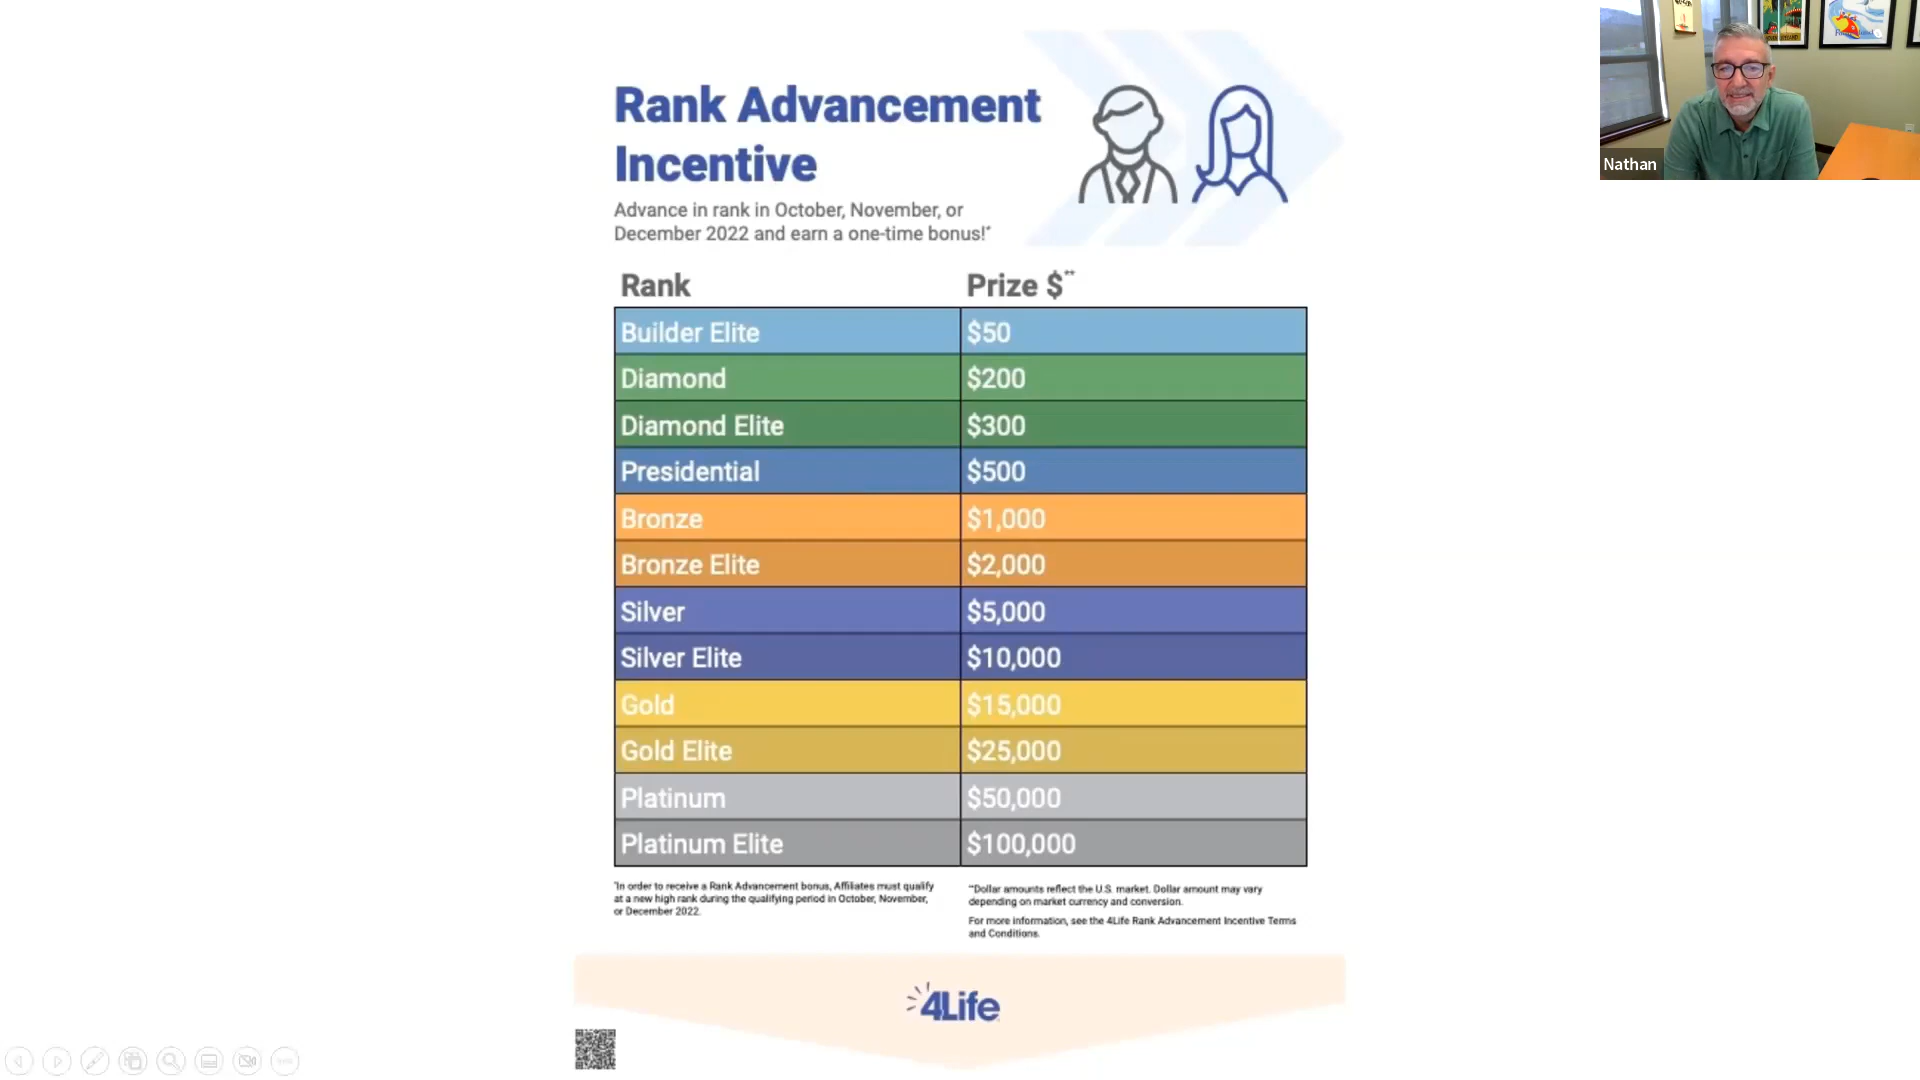 Rank Advancement
Incentive
Advance in rank in October, November, or
December 2022 and earn a one-time bonus!*
Rank Prize $**
Builder Elite $50
Diamond $200
Diamond Elite $300
Presidential $500
Bronze $1,000
Bronze Elite $2,000
Silver $5,000
Silver Elite $10,000
Gold $15,000
Gold Elite $25,000
Platinum $50,000
Platinum Elite $100,000
*In order to receive a Rank Advancement bonus, Affiliates must qualify
at a new high rank during the qualifying period in October, November,
or December 2022.
**Dollar amounts reflect the U.S. market. Dollar amount may vary
depending on market currency and conversion.
For more information, see the 4Life Rank Advancement Incentive Terms
and Conditions.
4Life
Nathan